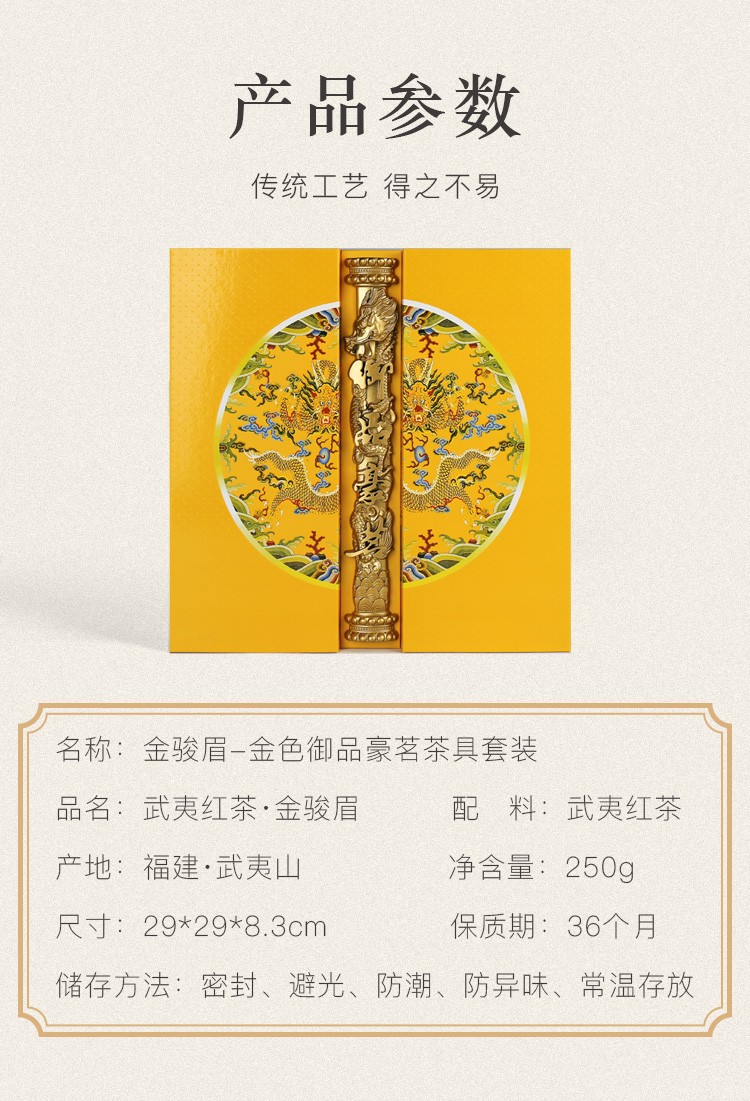 产品参数
传统工艺 得之不易
御品豪茗
名称：金骏眉-金色御品豪茗茶具套装
品名：武夷红茶·金骏眉 配 料：武夷红茶
产地：福建·武夷山 净含量：250g
尺寸：29*29*8.3cm 保质期：36个月
储存方法：密封、避光、防潮、防异味、常温存放